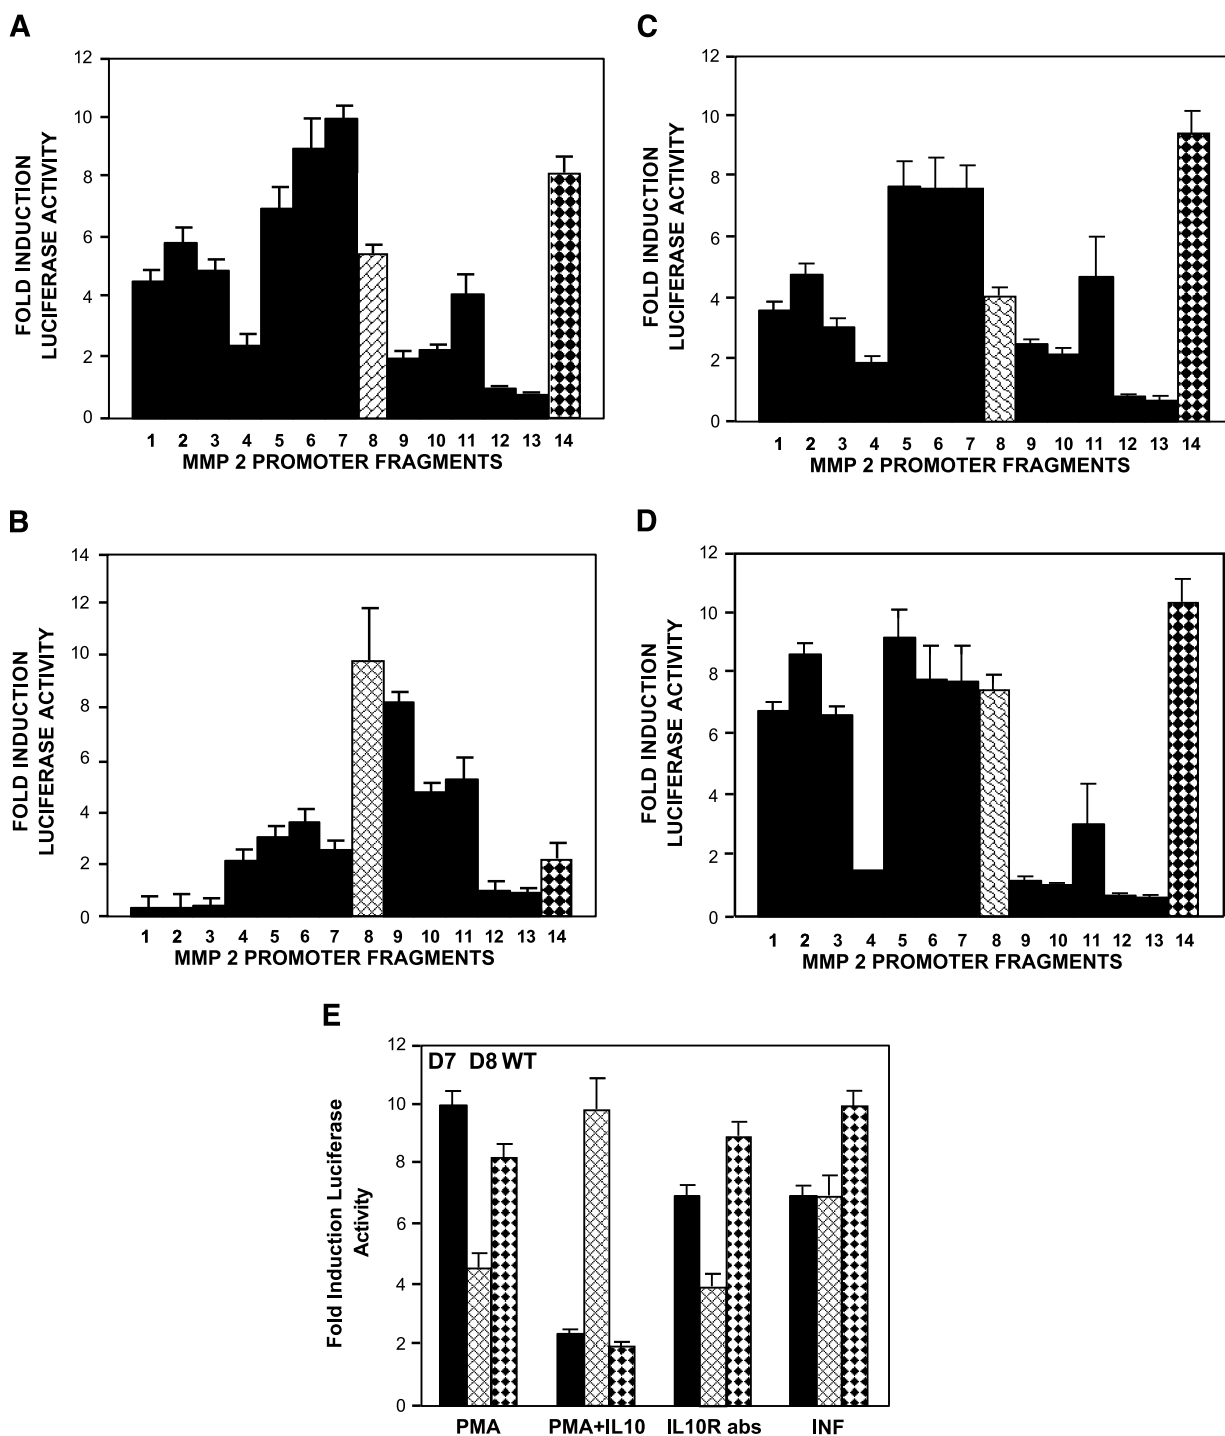 A
FOLD INDUCTION
LUCIFERASE ACTIVITY
12
10
8
6
4
2
0
1 2 3 4 5 6 7 8 9 10 11 12 13 14
MMP 2 PROMOTER FRAGMENTS
C
FOLD INDUCTION
LUCIFERASE ACTIVITY
12
10
8
6
4
2
0
1 2 3 4 5 6 7 8 9 10 11 12 13 14
MMP 2 PROMOTER FRAGMENTS
B
FOLD INDUCTION
LUCIFERASE ACTIVITY
14
12
10
8
6
4
2
0
1 2 3 4 5 6 7 8 9 10 11 12 13 14
MMP 2 PROMOTER FRAGMENTS
D
FOLD INDUCTION
LUCIFERASE ACTIVITY
12
10
8
6
4
2
0
1 2 3 4 5 6 7 8 9 10 11 12 13 14
MMP 2 PROMOTER FRAGMENTS
E
Fold Induction Luciferase
Activity
12
10
8
6
4
2
0
D7 D8 WT
PMA PMA+IL10 IL10R abs INF